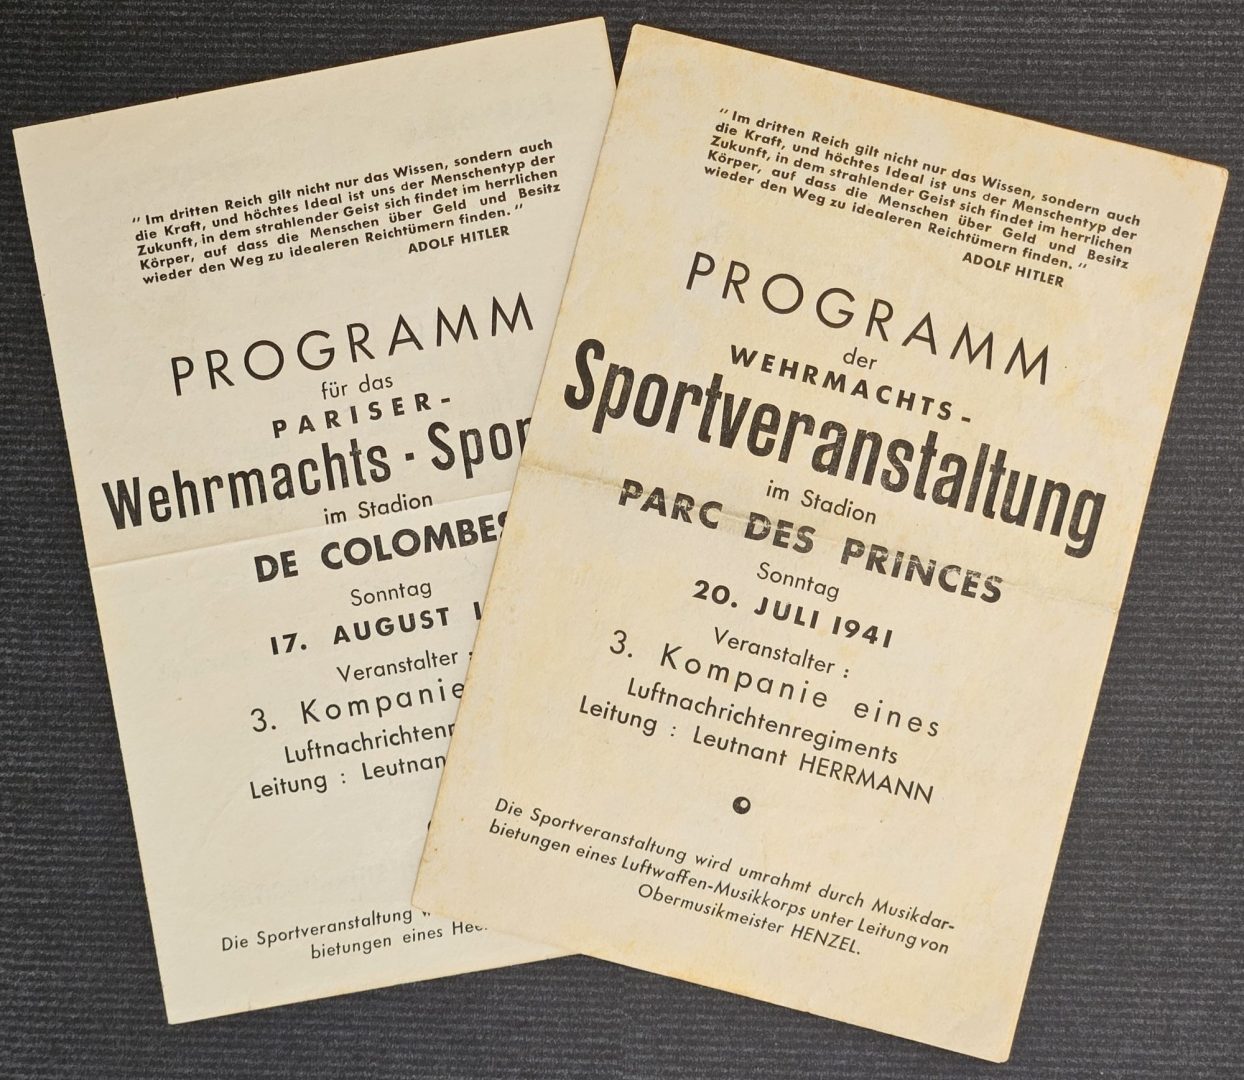 " Im dritten Reich gilt nicht nur das Wissen, sondern auch
die Kraft, und höchtes Ideal ist uns der Menschentyp der
Zukunft, in dem strahlender Geist sich findet im herrlichen
Körper, auf dass die Menschen über Geld und Besitz
wieder den Weg zu idealeren Reichtümern finden. "
ADOLF HITLER
PROGRAMM
für das
PARISER-
Wehrmachts - Spor
im Stadion
DE COLOMBES
Sonntag
17. AUGUST 1
Veranstalter :
3. Kompanie
Luftnachrichtenr
Leitung : Leutnan
Die Sportveranstaltung w
bietungen eines Hee
" Im dritten Reich gilt nicht nur das Wissen, sondern auch
die Kraft, und höchtes Ideal ist uns der Menschentyp der
Zukunft, in dem strahlender Geist sich findet im herrlichen
Körper, auf dass die Menschen über Geld und Besitz
wieder den Weg zu idealeren Reichtümern finden. "
ADOLF HITLER
PROGRAMM
der
WEHRMACHTS-
Sportveranstaltung
im Stadion
PARC DES PRINCES
Sonntag
20. JULI 1941
Veranstalter :
3. Kompanie eines
Luftnachrichtenregiments
Leitung : Leutnant HERRMANN
Die Sportveranstaltung wird umrahmt durch Musikdar-
bietungen eines Luftwaffen-Musikkorps unter Leitung von
Obermusikmeister HENZEL.